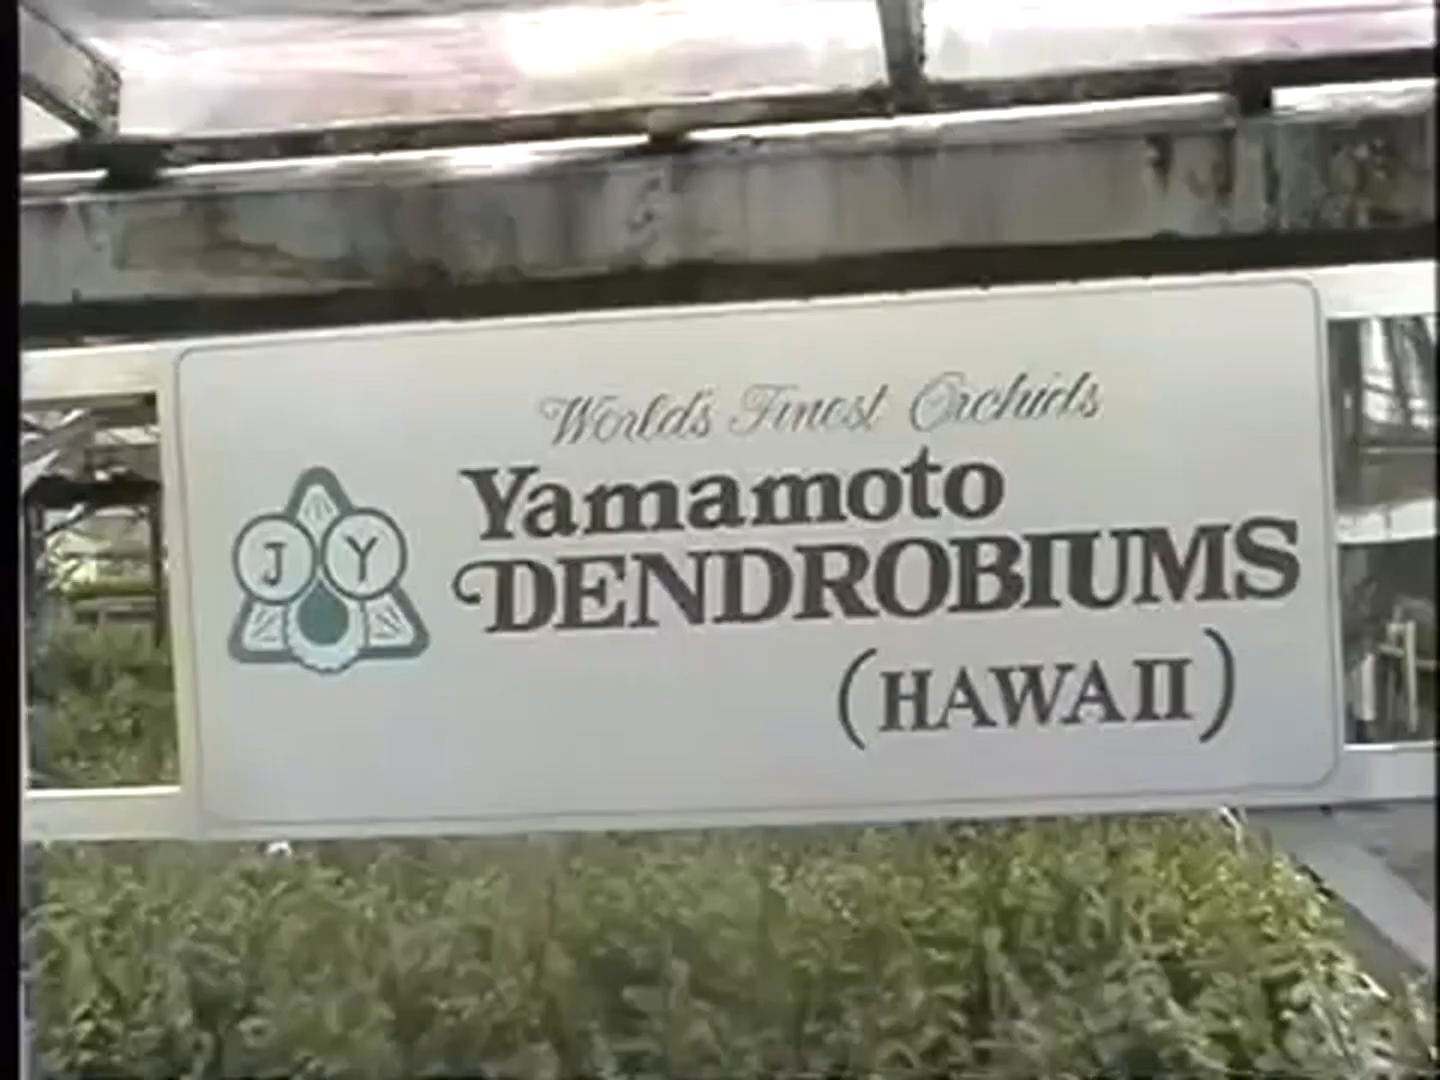 World's Finest Orchids
Yamamoto
J Y
DENDROBIUMS
(HAWAII)